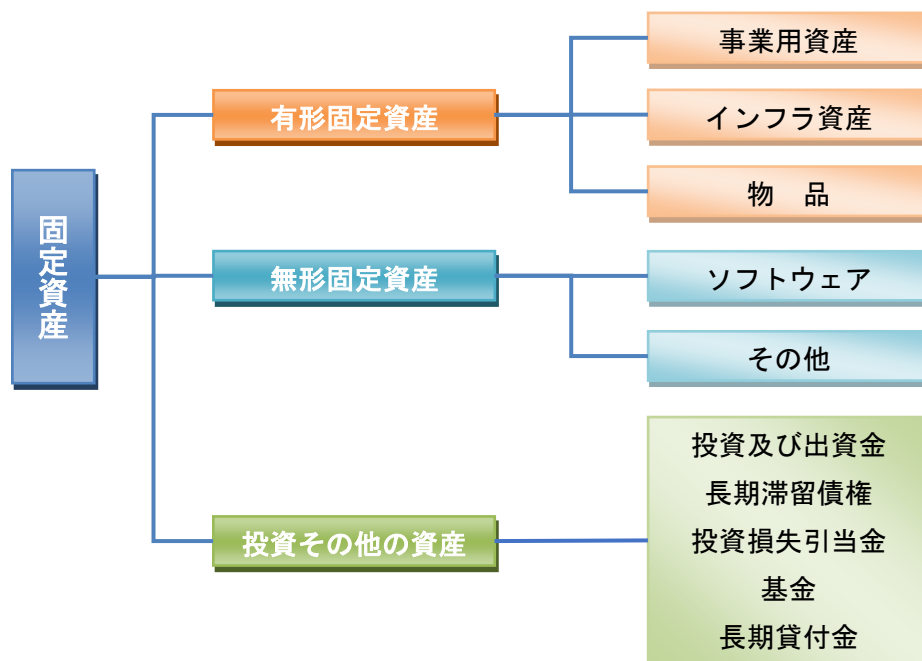 固定資産
有形固定資産
事業用資産
インフラ資産
物　品
無形固定資産
ソフトウェア
その他
投資その他の資産
投資及び出資金
長期滞留債権
投資損失引当金
基金
長期貸付金